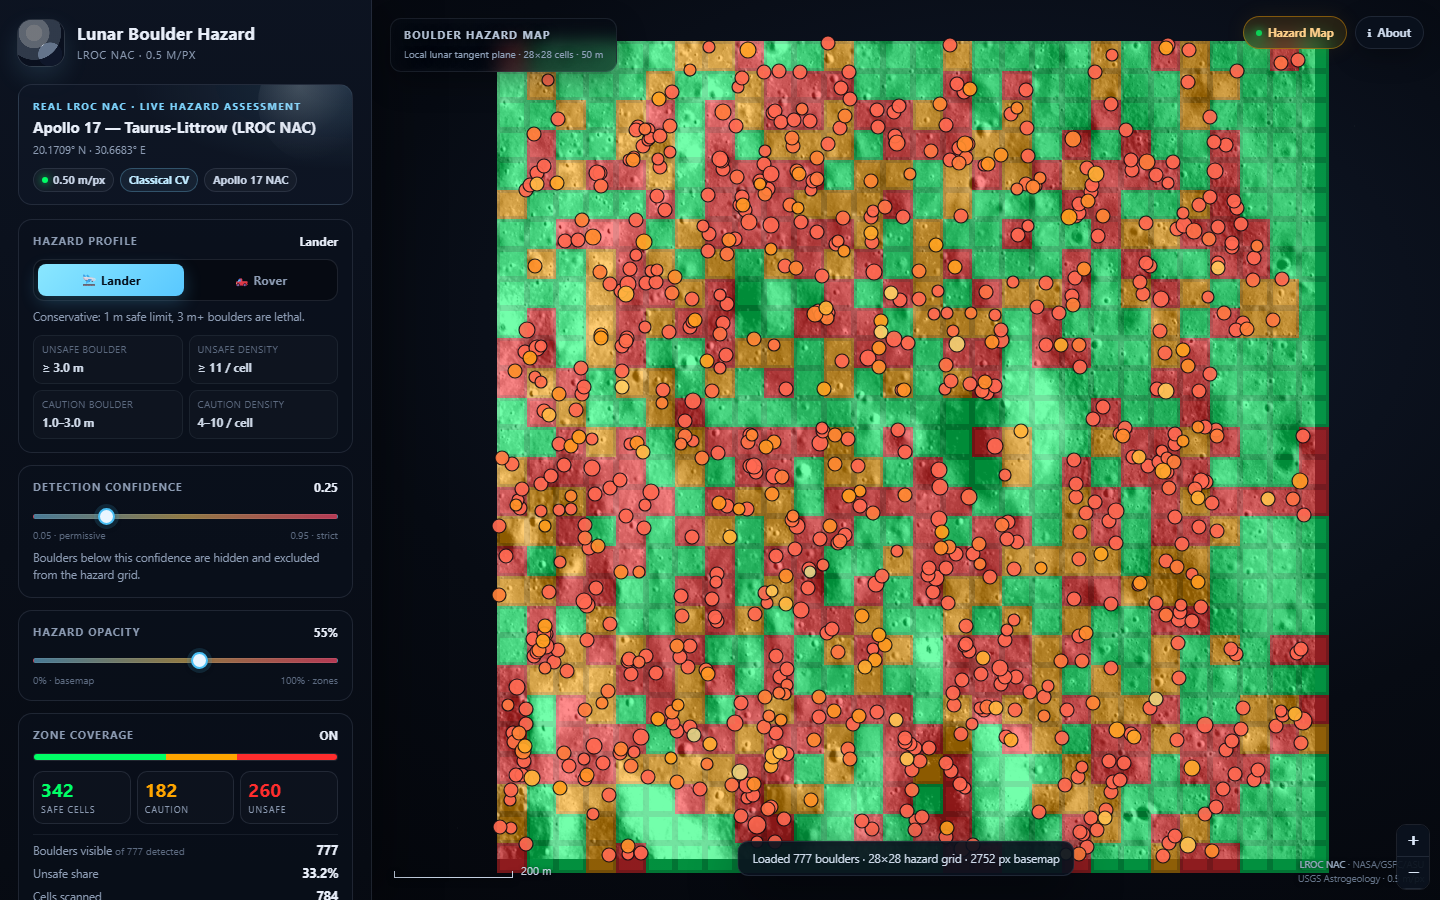 Lunar Boulder Hazard
LROC NAC · 0.5 M/PX
REAL LROC NAC · LIVE HAZARD ASSESSMENT
Apollo 17 — Taurus-Littrow (LROC NAC)
20.1709° N · 30.6683° E
0.50 m/px
Classical CV
Apollo 17 NAC
HAZARD PROFILE
Lander
Lander
Rover
Conservative: 1 m safe limit, 3 m+ boulders are lethal.
UNSAFE BOULDER
≥ 3.0 m
UNSAFE DENSITY
≥ 11 / cell
CAUTION BOULDER
1.0–3.0 m
CAUTION DENSITY
4–10 / cell
DETECTION CONFIDENCE
0.25
0.05 · permissive
0.95 · strict
Boulders below this confidence are hidden and excluded
from the hazard grid.
HAZARD OPACITY
55%
0% · basemap
100% · zones
ZONE COVERAGE
ON
342
SAFE CELLS
182
CAUTION
260
UNSAFE
Boulders visible of 777 detected
777
Unsafe share
33.2%
Cells scanned
784
BOULDER HAZARD MAP
Local lunar tangent plane · 28×28 cells · 50 m
Hazard Map
ℹ About
Loaded 777 boulders · 28×28 hazard grid · 2752 px basemap
200 m
+
−
LROC NAC · NASA/GSF
USGS Astrogeology ·